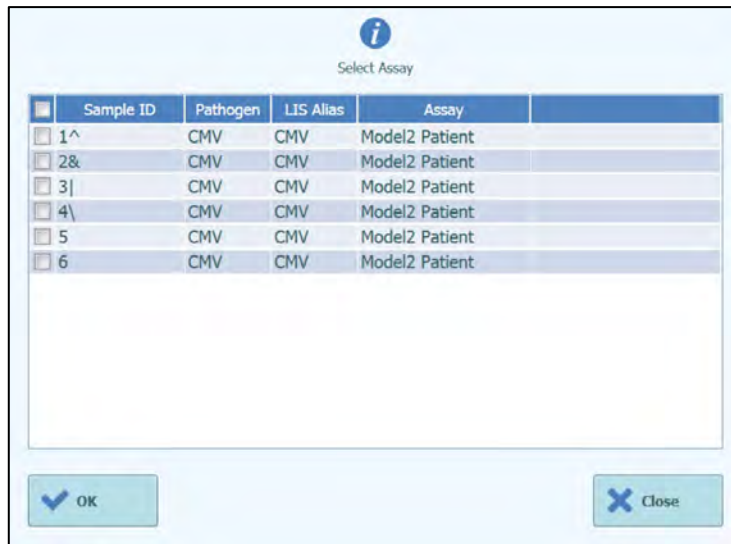 i
Select Assay
Sample ID Pathogen LIS Alias Assay
1^ CMV CMV Model2 Patient
2& CMV CMV Model2 Patient
3| CMV CMV Model2 Patient
4\ CMV CMV Model2 Patient
5 CMV CMV Model2 Patient
6 CMV CMV Model2 Patient
OK Close